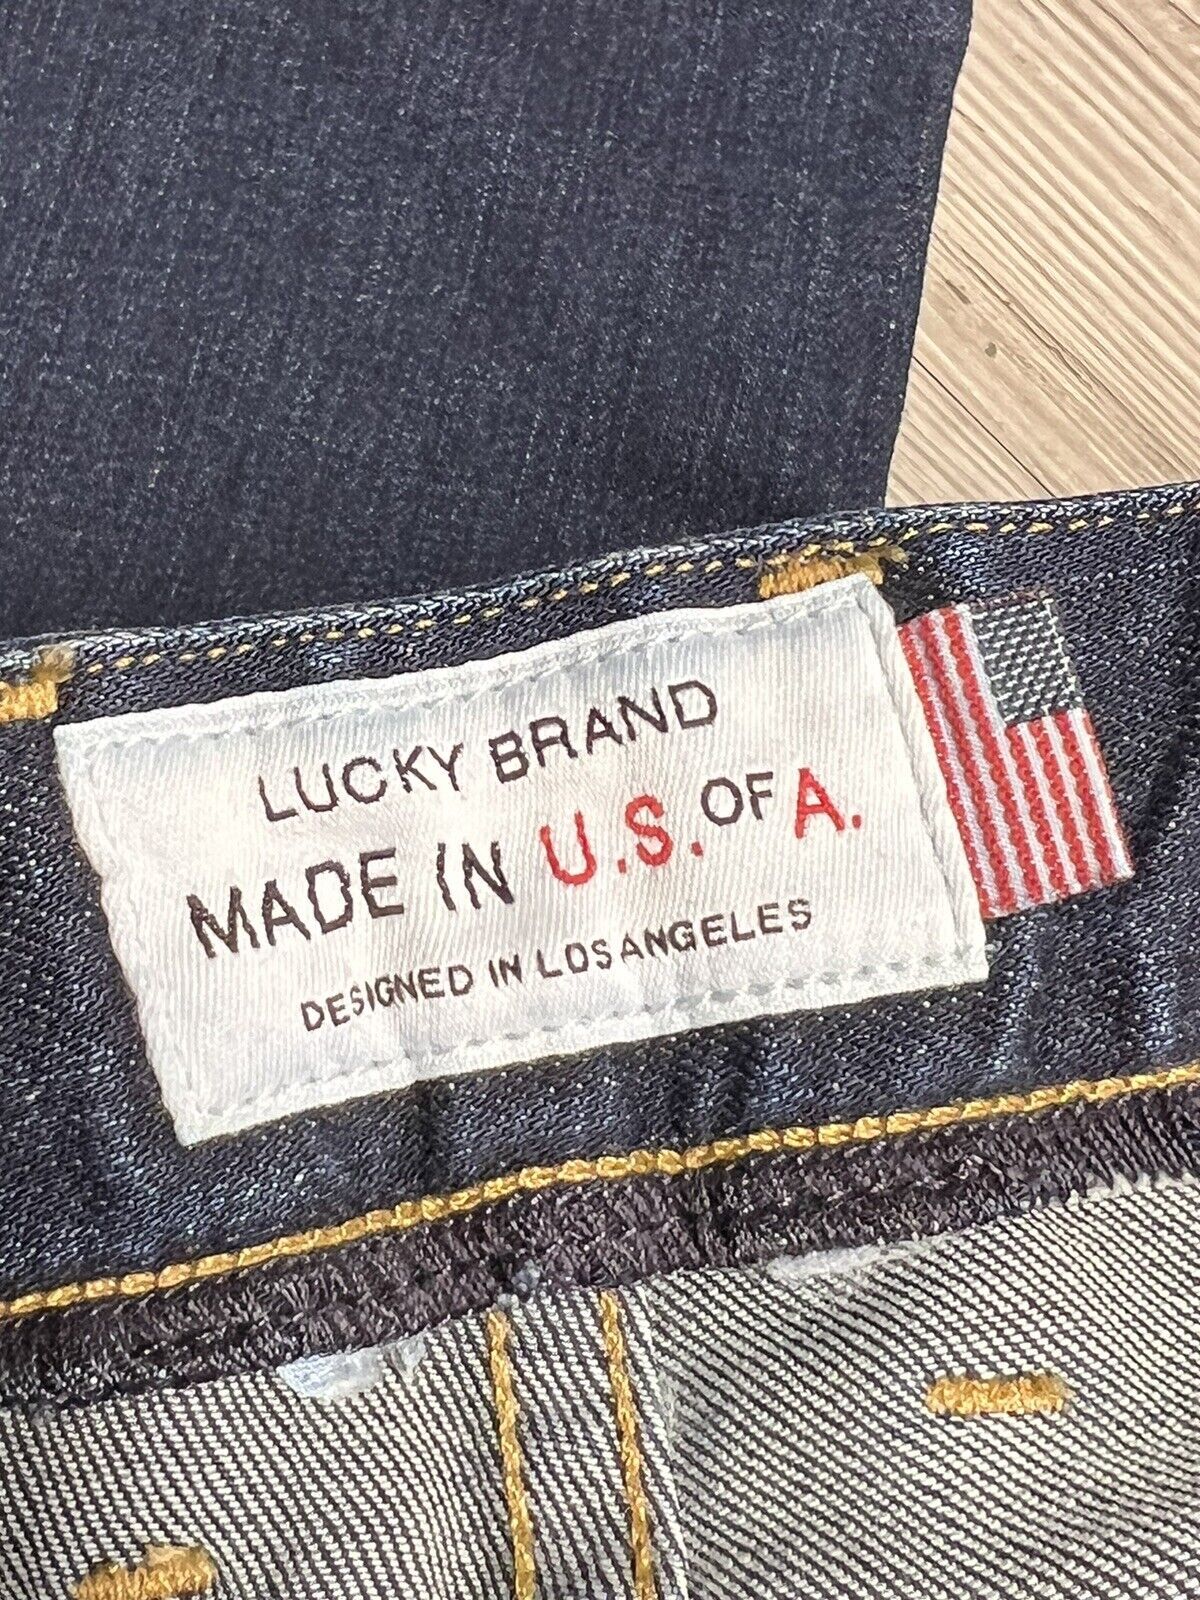 LUCKY BRAND
MADE IN U.S. OF A.
DESIGNED IN LOS ANGELES